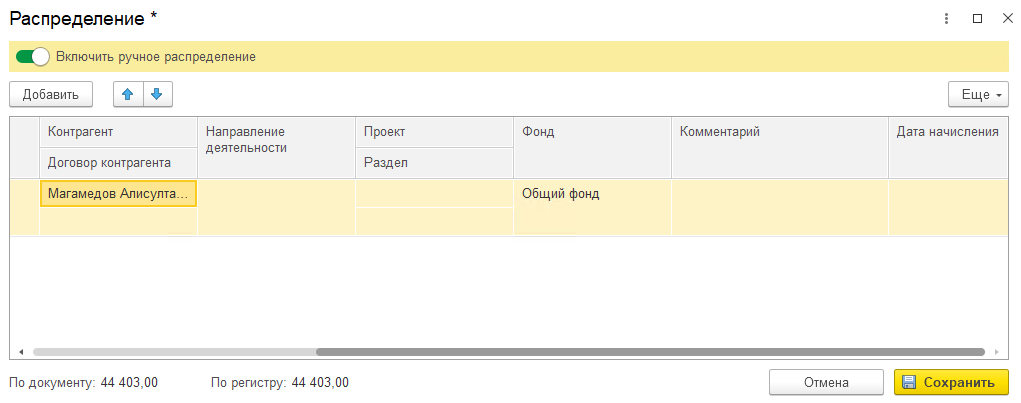 Распределение *
Включить ручное распределение
Добавить
Еще
Контрагент
Направление деятельности
Проект
Фонд
Комментарий
Дата начисления
Договор контрагента
Раздел
Магамедов Алисулта...
Общий фонд
По документу: 44 403,00
По регистру: 44 403,00
Отмена
Сохранить